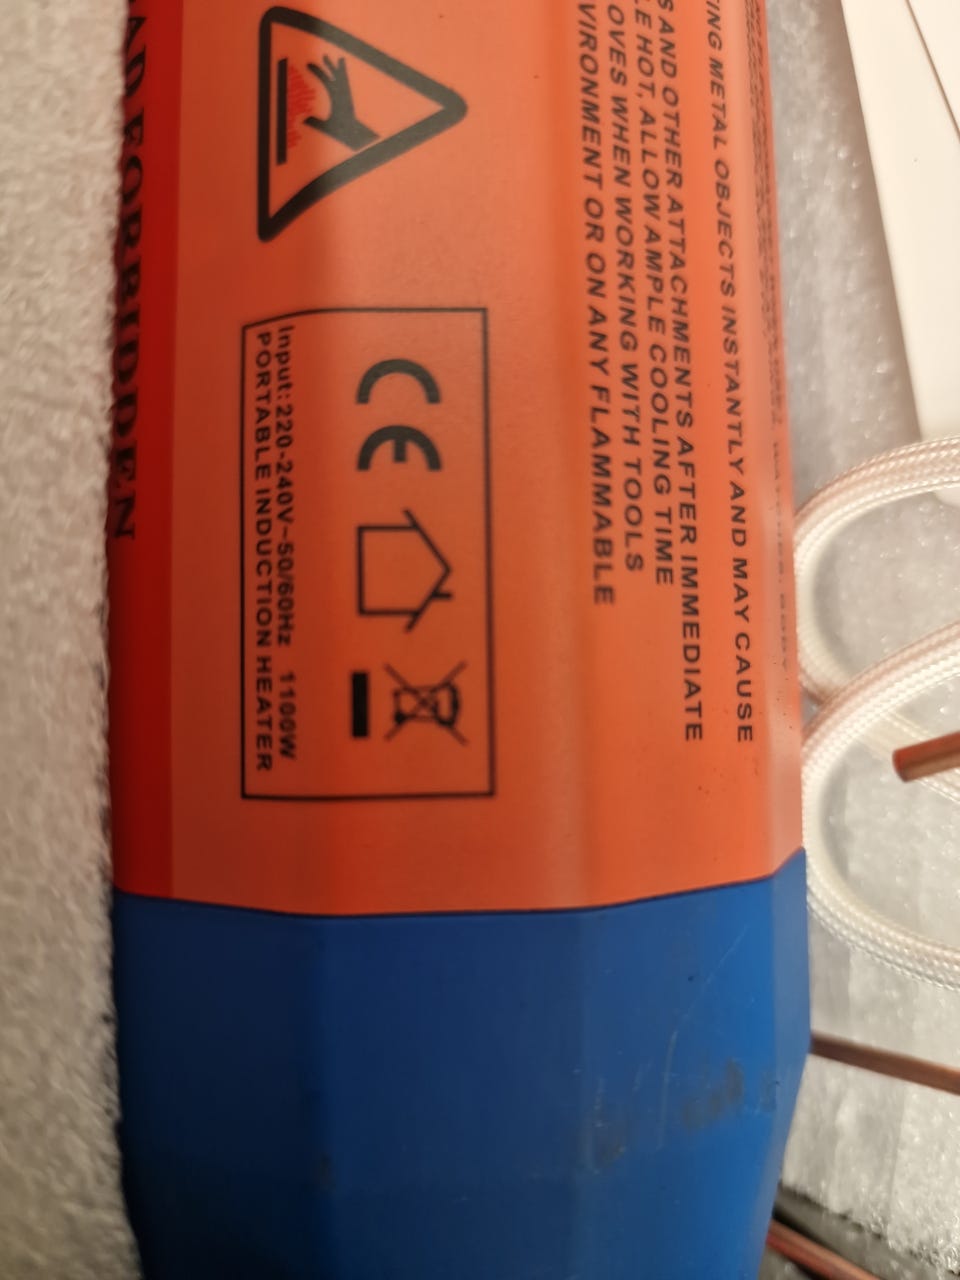 ING METAL OBJECTS INSTANTLY AND MAY CAUSE
AND OTHER ATTACHMENTS AFTER IMMEDIATE
HOT, ALLOW AMPLE COOLING TIME
WHEN WORKING WITH TOOLS
VIRONMENT OR ON ANY FLAMMABLE
CE
Input: 220-240V~50/60Hz 1100W
PORTABLE INDUCTION HEATER
FORBIDDEN